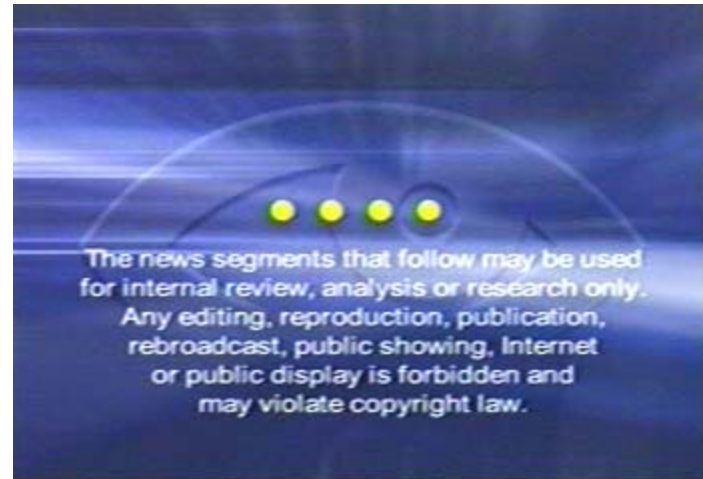 The news segments that follow may be used
for internal review, analysis or research only.
Any editing, reproduction, publication,
rebroadcast, public showing, Internet
or public display is forbidden and
may violate copyright law.